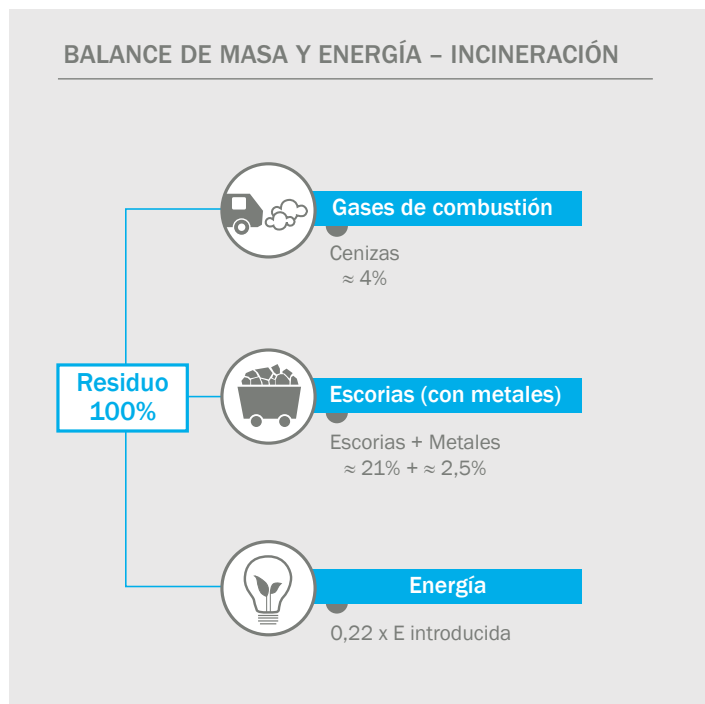 BALANCE DE MASA Y ENERGÍA – INCINERACIÓN
Gases de combustión
Cenizas
≈ 4%
Residuo
100%
Escorias (con metales)
Escorias + Metales
≈ 21% + ≈ 2,5%
Energía
0,22 x E introducida